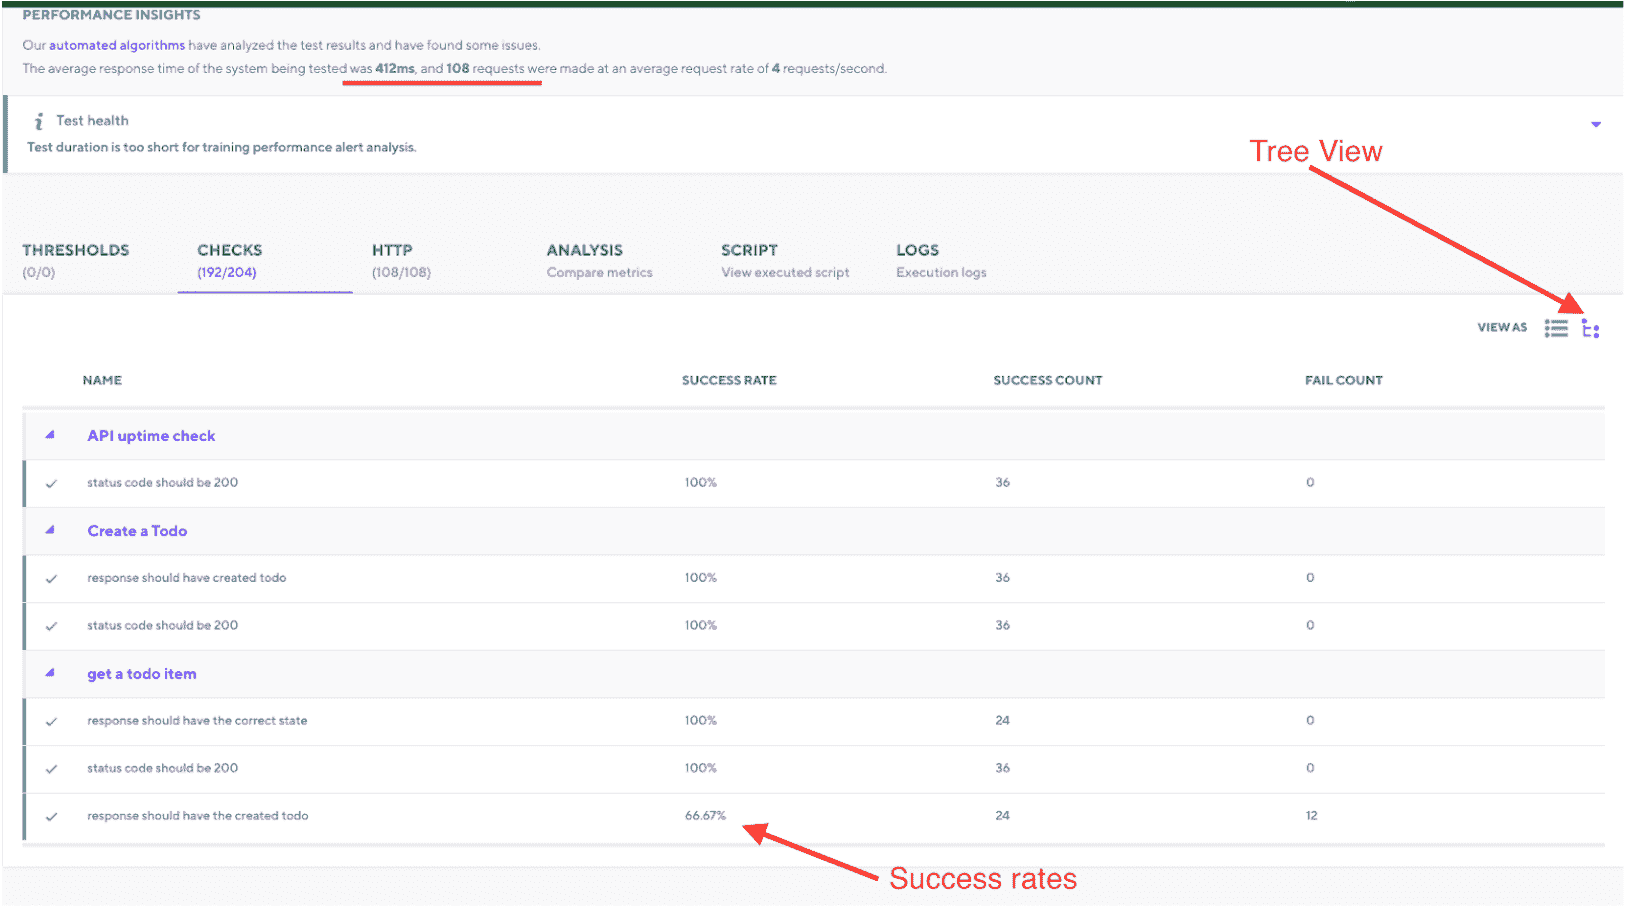 PERFORMANCE INSIGHTS
Our automated algorithms have analyzed the test results and have found some issues.
The average response time of the system being tested was 412ms, and 108 requests were made at an average request rate of 4 requests/second.
i Test health
Test duration is too short for training performance alert analysis.
Tree View
THRESHOLDS CHECKS HTTP ANALYSIS SCRIPT LOGS
(0/0) (192/204) (108/108) Compare metrics View executed script Execution logs
VIEW AS
NAME SUCCESS RATE SUCCESS COUNT FAIL COUNT
API uptime check
status code should be 200 100% 36 0
Create a Todo
response should have created todo 100% 36 0
status code should be 200 100% 36 0
get a todo item
response should have the correct state 100% 24 0
status code should be 200 100% 36 0
response should have the created todo 66.67% 24 12
Success rates